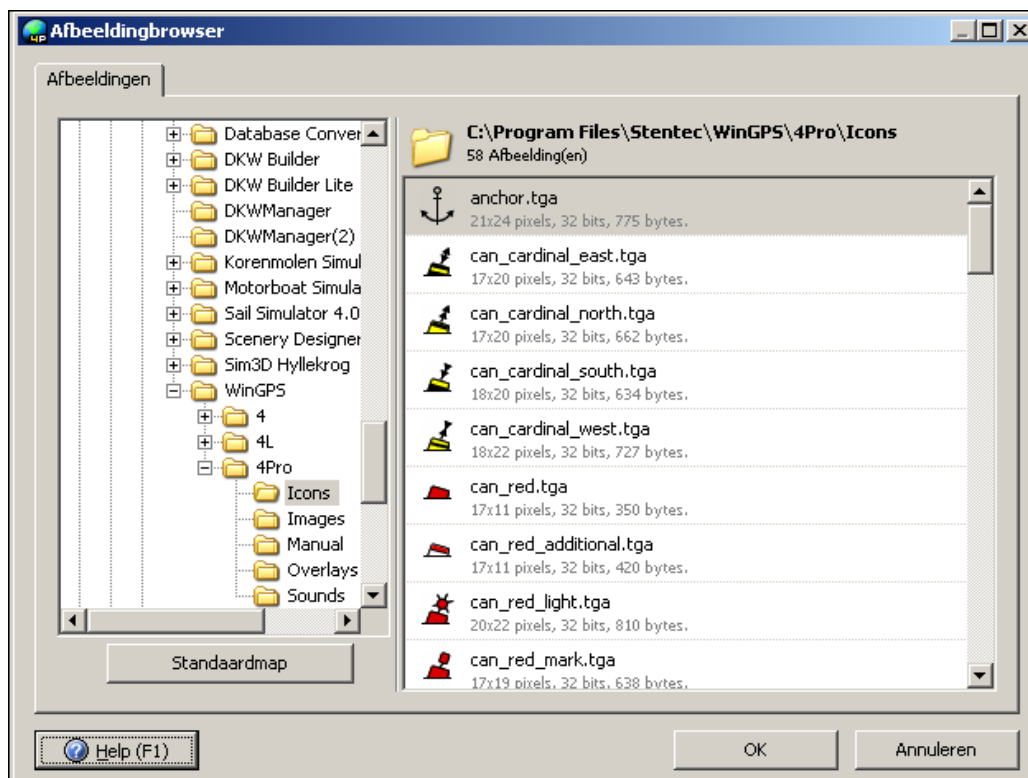 Afbeeldingbrowser
Afbeeldingen
Database Conver
DKW Builder
DKW Builder Lite
DKWManager
DKWManager(2)
Korenmolen Simul
Motorboat Simula
Sail Simulator 4.0
Scenery Designer
Sim3D Hyllekrog
WinGPS
4
4L
4Pro
Icons
Images
Manual
Overlays
Sounds
Standaardmap
C:\Program Files\Stentec\WinGPS\4Pro\Icons
58 Afbeelding(en)
anchor.tga
21x24 pixels, 32 bits, 775 bytes.
can_cardinal_east.tga
17x20 pixels, 32 bits, 643 bytes.
can_cardinal_north.tga
17x20 pixels, 32 bits, 662 bytes.
can_cardinal_south.tga
18x20 pixels, 32 bits, 634 bytes.
can_cardinal_west.tga
18x22 pixels, 32 bits, 727 bytes.
can_red.tga
17x11 pixels, 32 bits, 350 bytes.
can_red_additional.tga
17x11 pixels, 32 bits, 420 bytes.
can_red_light.tga
20x22 pixels, 32 bits, 810 bytes.
can_red_mark.tga
17x19 pixels, 32 bits, 638 bytes.
Help (F1)
OK
Annuleren